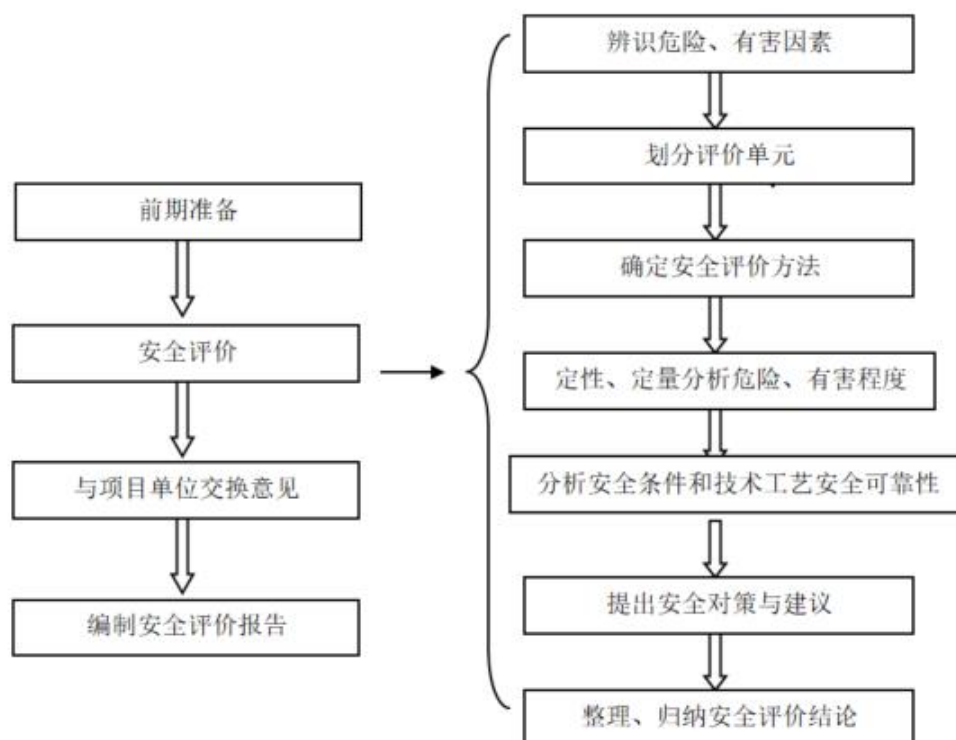 前期准备
安全评价
与项目单位交换意见
编制安全评价报告
辨识危险、有害因素
划分评价单元
确定安全评价方法
定性、定量分析危险、有害程度
分析安全条件和技术工艺安全可靠性
提出安全对策与建议
整理、归纳安全评价结论